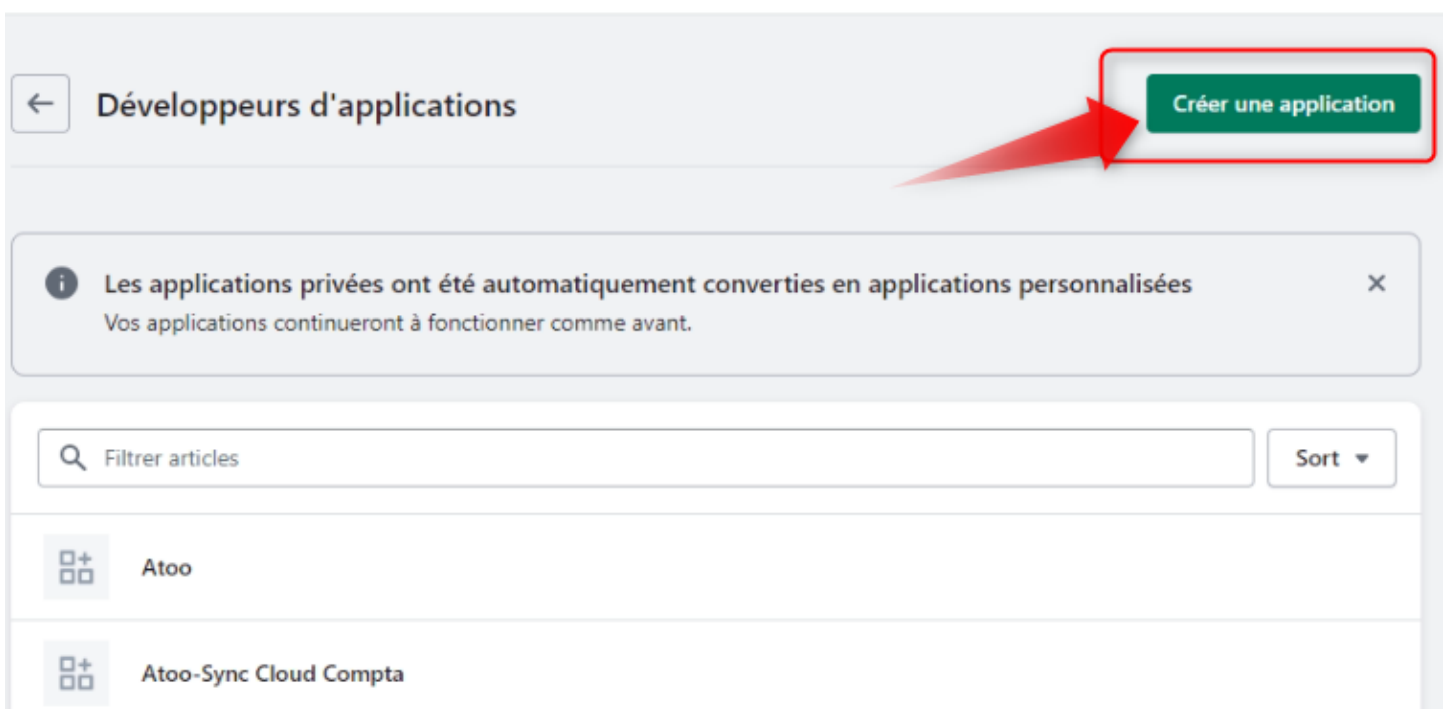 Développeurs d'applications
Créer une application
Les applications privées ont été automatiquement converties en applications personnalisées
Vos applications continueront à fonctionner comme avant.
Filtrer articles
Sort
Atoo
Atoo-Sync Cloud Compta